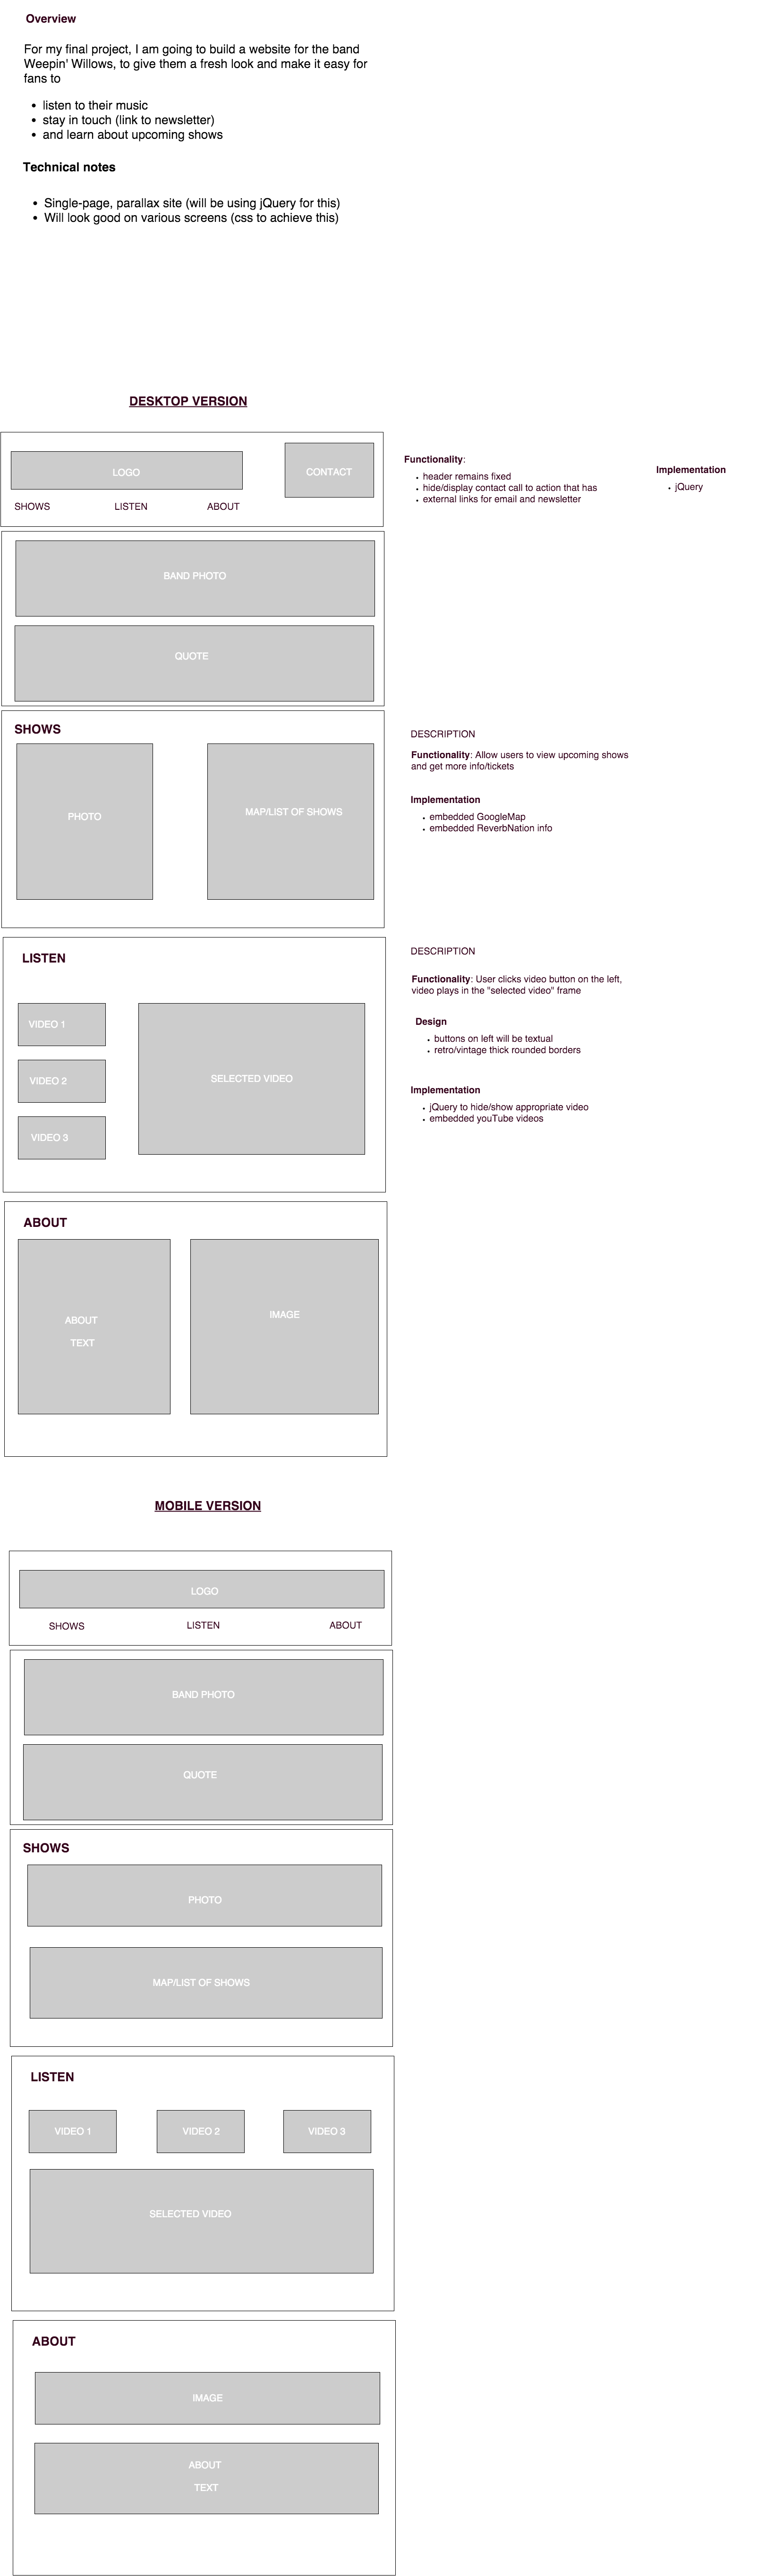 Overview
For my final project, I am going to build a website for the band
Weepin' Willows, to give them a fresh look and make it easy for
fans to
• listen to their music
• stay in touch (link to newsletter)
• and learn about upcoming shows
Technical notes
• Single-page, parallax site (will be using jQuery for this)
• Will look good on various screens (css to achieve this)
DESKTOP VERSION
LOGO
CONTACT
SHOWS
LISTEN
ABOUT
Functionality:
• header remains fixed
• hide/display contact call to action that has
• external links for email and newsletter
Implementation
• jQuery
BAND PHOTO
QUOTE
SHOWS
PHOTO
MAP/LIST OF SHOWS
DESCRIPTION
Functionality: Allow users to view upcoming shows
and get more info/tickets
Implementation
• embedded GoogleMap
• embedded ReverbNation info
LISTEN
VIDEO 1
VIDEO 2
VIDEO 3
SELECTED VIDEO
DESCRIPTION
Functionality: User clicks video button on the left,
video plays in the "selected video" frame
Design
• buttons on left will be textual
• retro/vintage thick rounded borders
Implementation
• jQuery to hide/show appropriate video
• embedded youTube videos
ABOUT
ABOUT
TEXT
IMAGE
MOBILE VERSION
LOGO
SHOWS
LISTEN
ABOUT
BAND PHOTO
QUOTE
SHOWS
PHOTO
MAP/LIST OF SHOWS
LISTEN
VIDEO 1
VIDEO 2
VIDEO 3
SELECTED VIDEO
ABOUT
IMAGE
ABOUT
TEXT